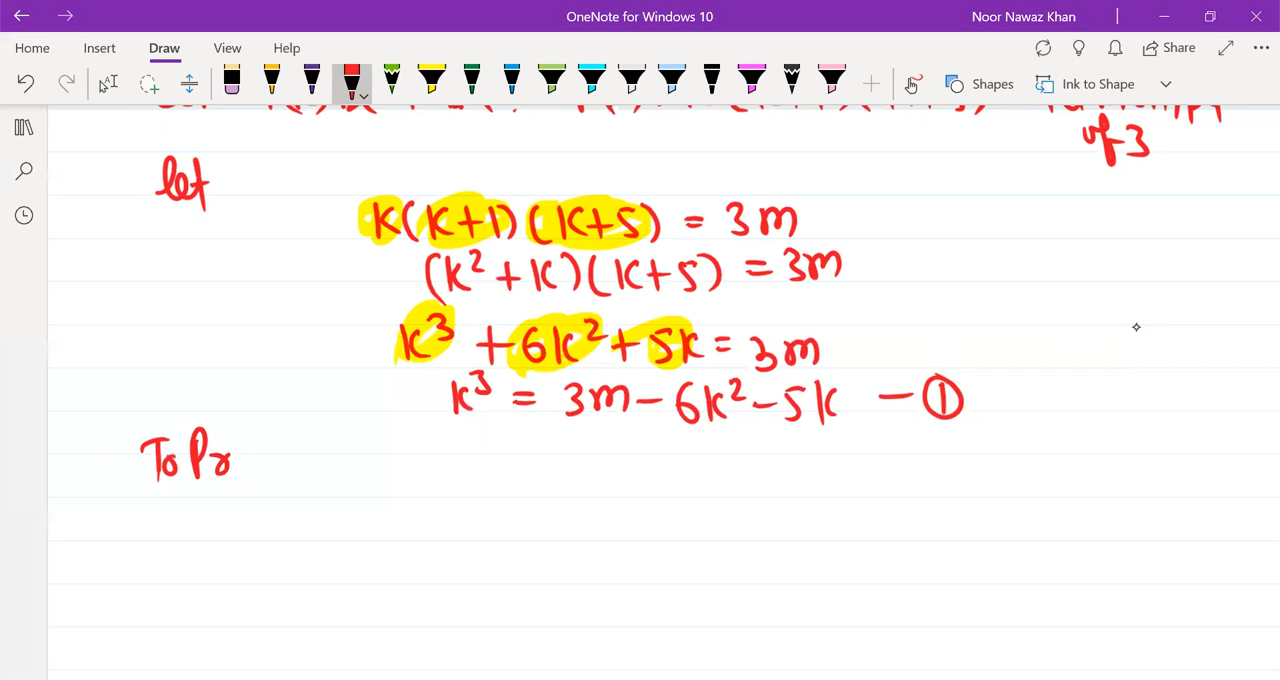 OneNote for Windows 10
Noor Nawaz Khan
Home Insert Draw View Help
Share
Shapes
Ink to Shape
of 3
let
k(k+1)(k+5) = 3m
(k² + k)(k+5) = 3m
k³ + 6k² + 5k = 3m
k³ = 3m - 6k² - 5k - ①
To Pr